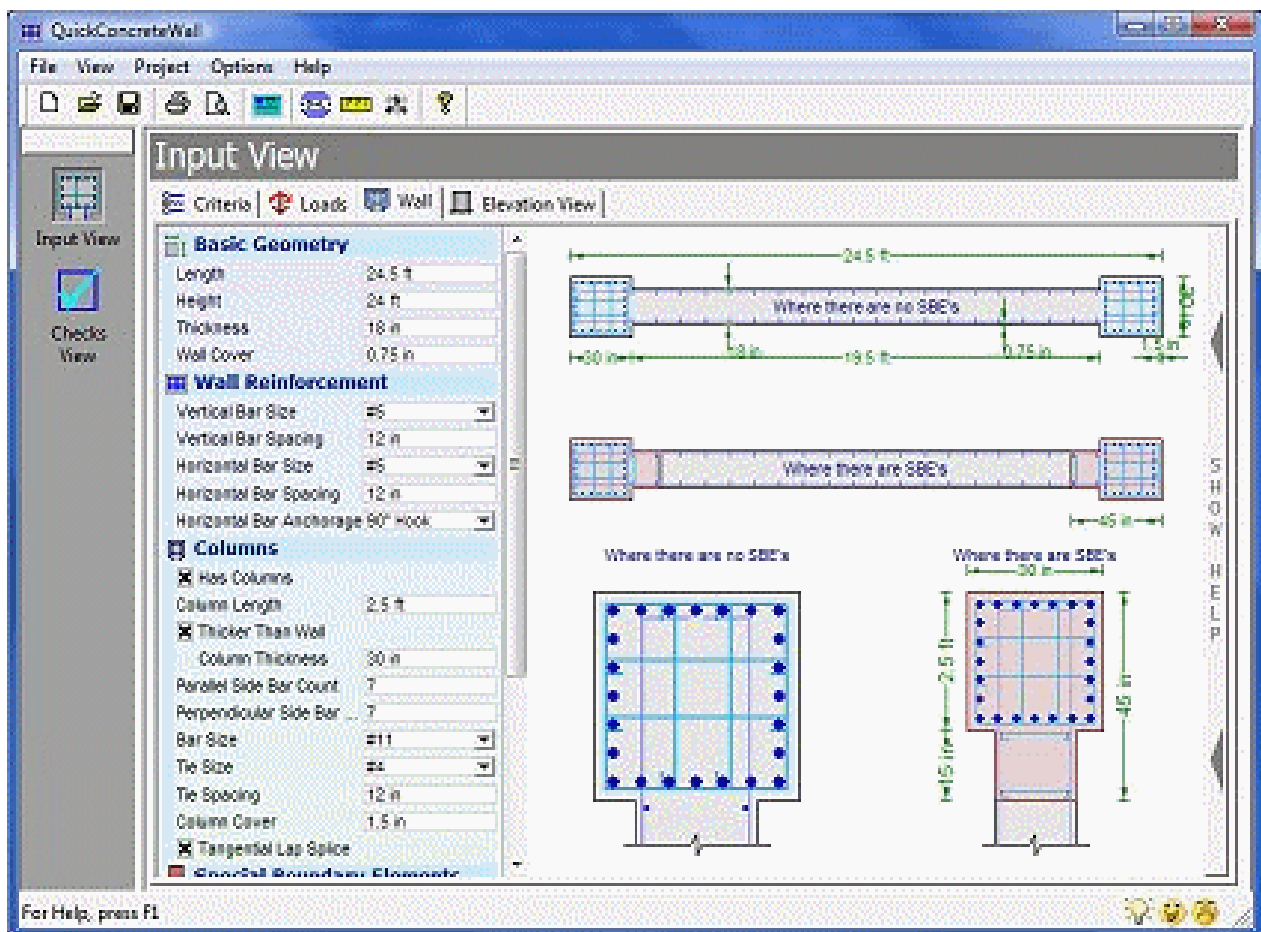 QuickConcreteWall
File View Project Options Help
Input View
Criteria Loads Wall Elevation View
Input View
Checks View
Basic Geometry
Length 24.5 ft
Height 24 ft
Thickness 18 in
Wall Cover 0.75 in
Wall Reinforcement
Vertical Bar Size #5
Vertical Bar Spacing 12 in
Horizontal Bar Size #5
Horizontal Bar Spacing 12 in
Horizontal Bar Anchorage 90° Hook
Columns
Has Columns
Column Length 2.5 ft
Thicker Than Wall
Column Thickness 30 in
Parallel Side Bar Count 7
Perpendicular Side Bar ... 7
Bar Size #11
Tie Size #4
Tie Spacing 12 in
Column Cover 1.5 in
Tangential Lap Splice
Special Boundary Elements
24.5 ft
Where there are no SBE's
30 in
30 in
18 in
19.5 ft
0.75 in
1.5 in
Where there are SBE's
45 in
Where there are no SBE's
Where there are SBE's
30 in
2.5 ft
15 in
45 in
SHOW HELP
For Help, press F1